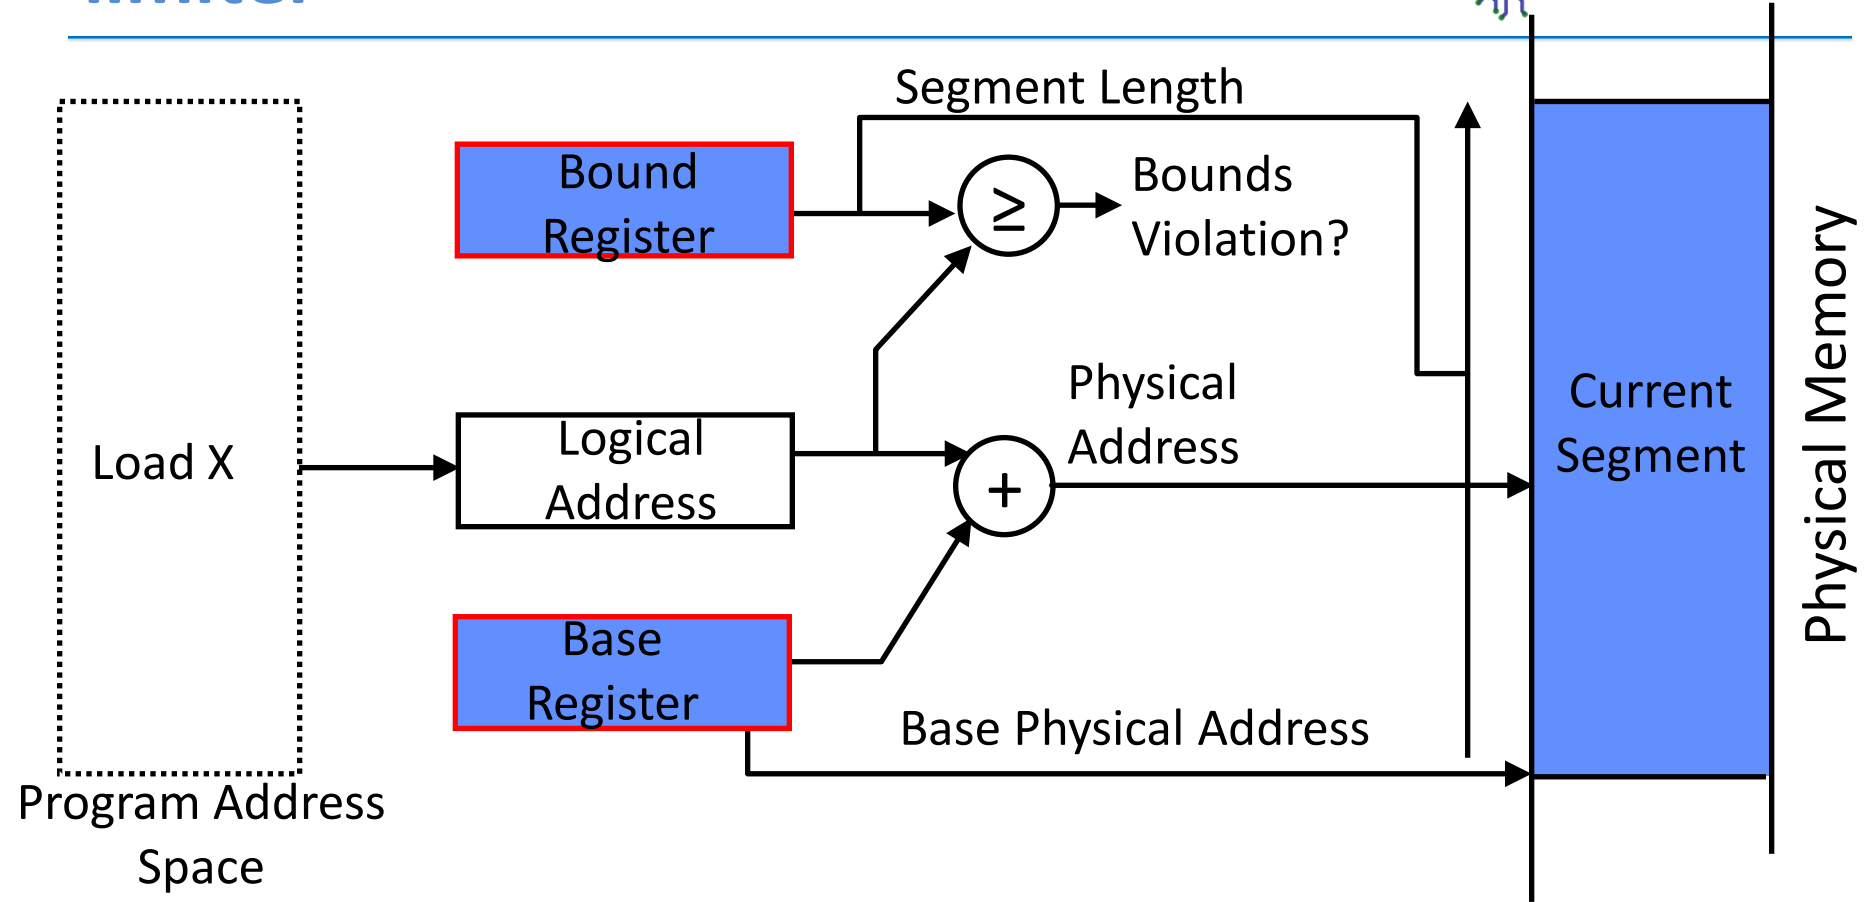 Segment Length
Bound
Register
≥
Bounds
Violation?
Load X
Logical
Address
+
Physical
Address
Base
Register
Base Physical Address
Current
Segment
Physical Memory
Program Address
Space